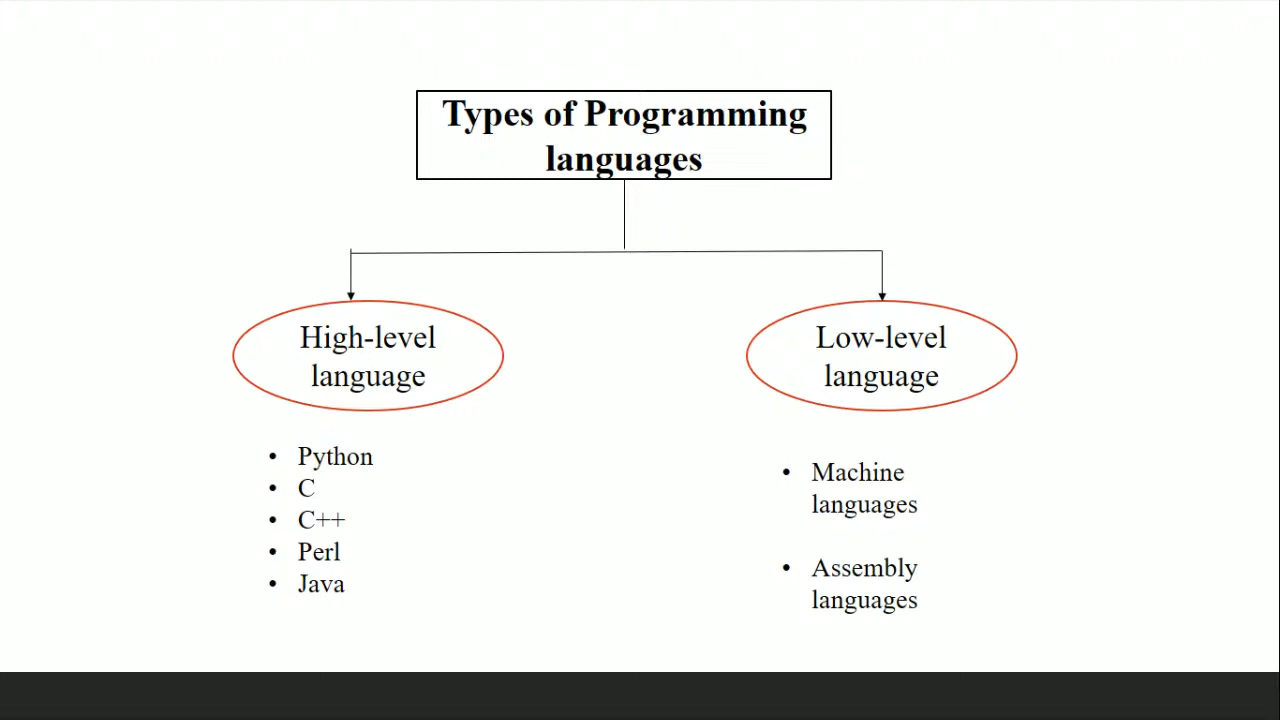 Types of Programming
languages
High-level
language
• Python
• C
• C++
• Perl
• Java
Low-level
language
• Machine
languages
• Assembly
languages